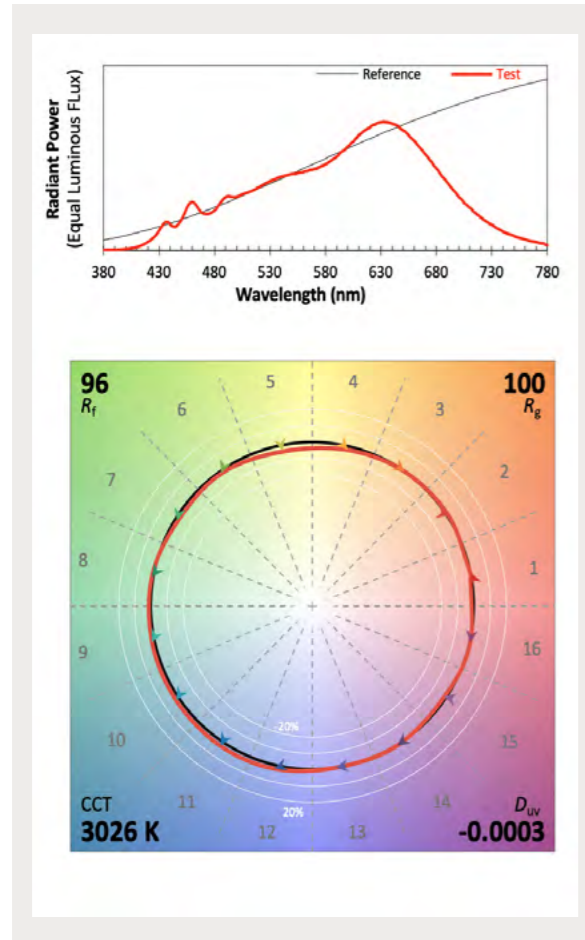 Radiant Power
(Equal Luminous FLux)
Reference
Test
380 430 480 530 580 630 680 730 780
Wavelength (nm)
96
Rf
100
Rg
5
4
6
3
7
2
8
1
9
16
10
15
11
14
12
13
-20%
20%
CCT
3026 K
Duv
-0.0003